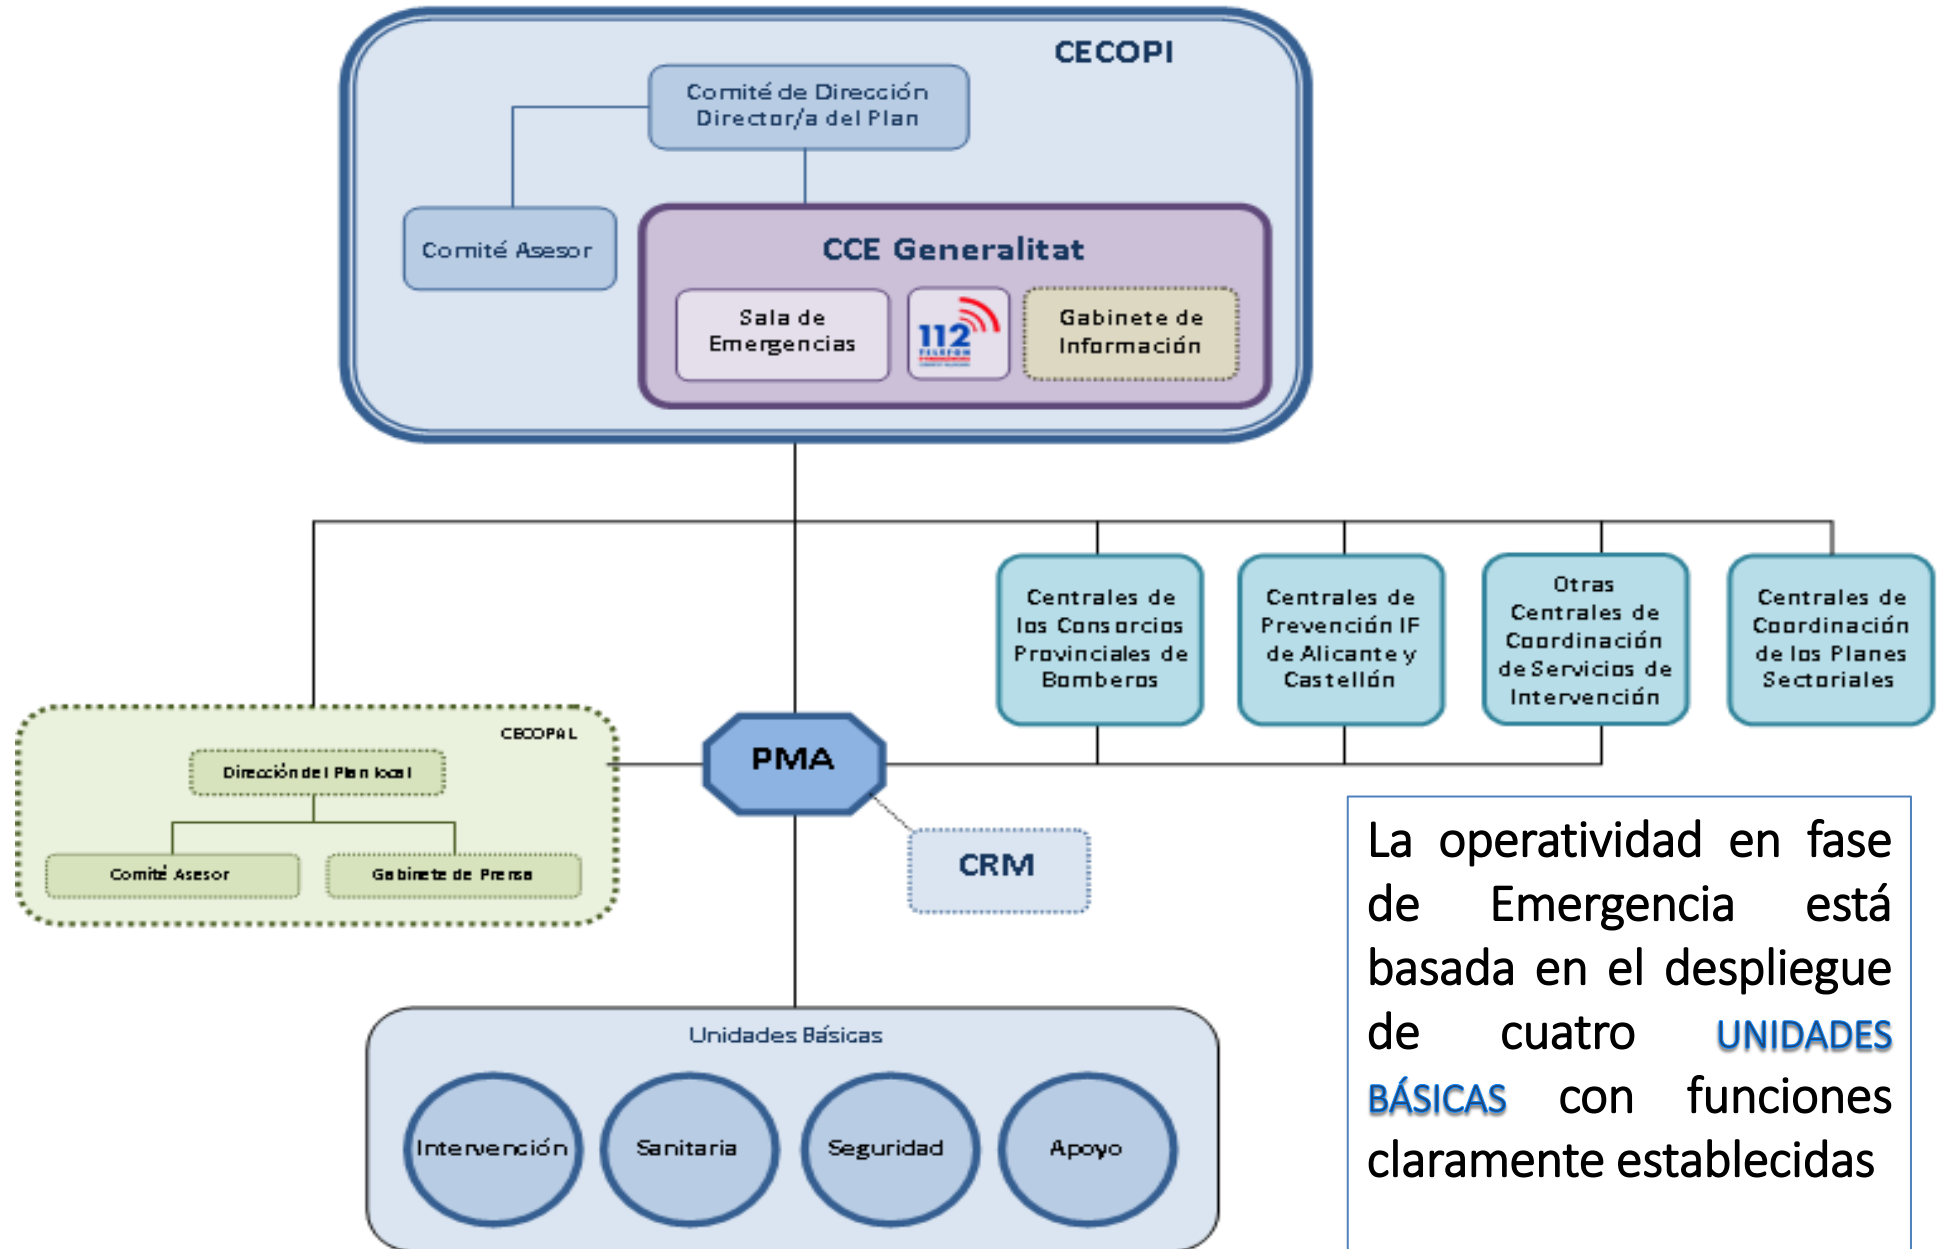 CECOPI
Comité de Dirección
Director/a del Plan
Comité Asesor
CCE Generalitat
Sala de
Emergencias
112
TELÈFON
Gabinete de
Información
Centrales de
los Consorcios
Provinciales de
Bomberos
Centrales de
Prevención IF
de Alicante y
Castellón
Otras
Centrales de
Coordinación
de Servicios de
Intervención
Centrales de
Coordinación
de los Planes
Sectoriales
CECOPAL
Dirección del Plan local
Comité Asesor
Gabinete de Prensa
PMA
CRM
La operatividad en fase
de Emergencia está
basada en el despliegue
de cuatro UNIDADES
BÁSICAS con funciones
claramente establecidas
Unidades Básicas
Intervención
Sanitaria
Seguridad
Apoyo